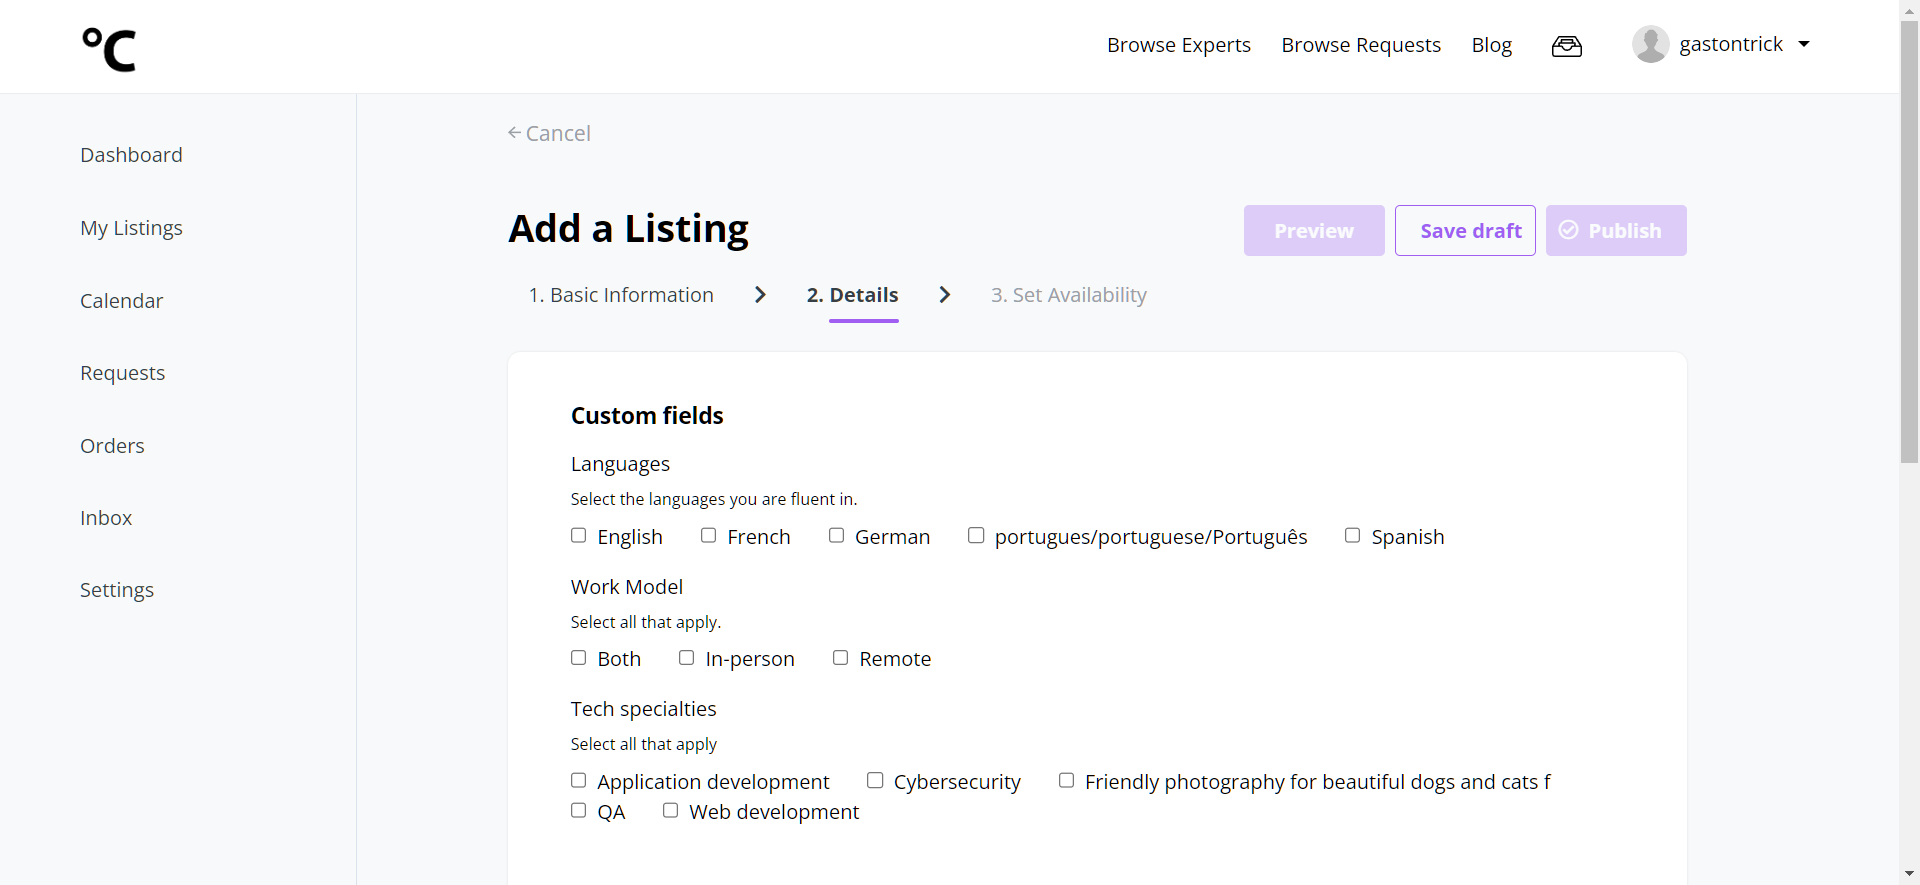 °C
Browse Experts Browse Requests Blog gastontrick
Dashboard
My Listings
Calendar
Requests
Orders
Inbox
Settings
Cancel
Add a Listing
Preview Save draft Publish
1. Basic Information 2. Details 3. Set Availability
Custom fields
Languages
Select the languages you are fluent in.
English French German portugues/portuguese/Português Spanish
Work Model
Select all that apply.
Both In-person Remote
Tech specialties
Select all that apply
Application development Cybersecurity Friendly photography for beautiful dogs and cats f
QA Web development